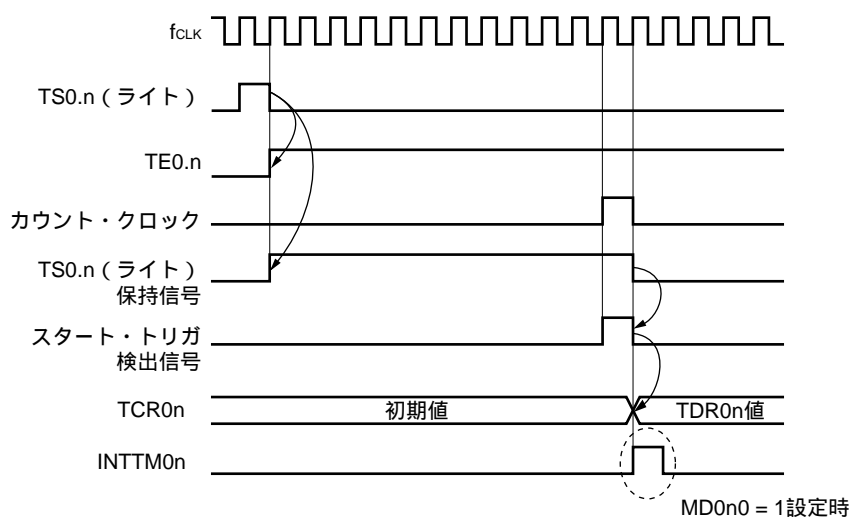 fCLK
TS0.n（ライト）
TE0.n
カウント・クロック
TS0.n（ライト）
保持信号
スタート・トリガ
検出信号
TCR0n
初期値
TDR0n値
INTTM0n
MD0n0 = 1設定時